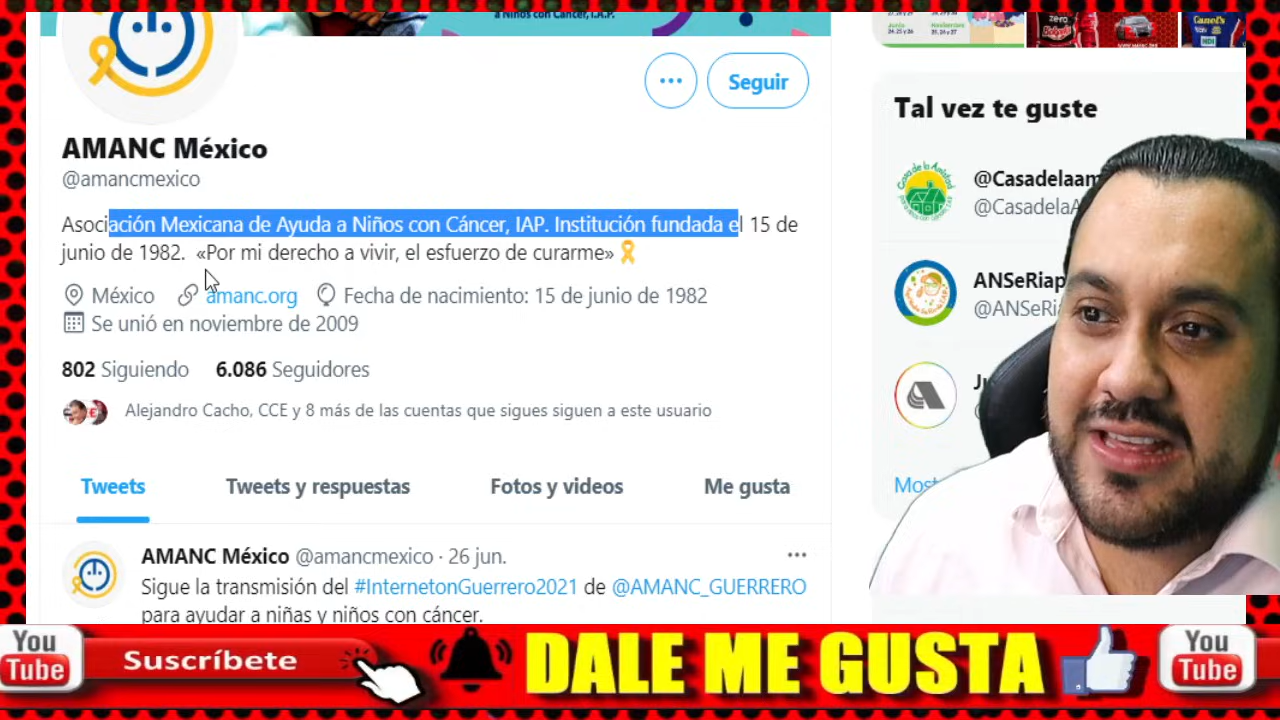 a Niños con Cáncer, I.A.P.
Seguir
AMANC México
@amancmexico
Asociación Mexicana de Ayuda a Niños con Cáncer, IAP. Institución fundada el 15 de
junio de 1982. «Por mi derecho a vivir, el esfuerzo de curarme»
México amanc.org Fecha de nacimiento: 15 de junio de 1982
Se unió en noviembre de 2009
802 Siguiendo 6.086 Seguidores
Alejandro Cacho, CCE y 8 más de las cuentas que sigues siguen a este usuario
Tweets Tweets y respuestas Fotos y videos Me gusta
AMANC México @amancmexico · 26 jun.
Sigue la transmisión del #InternetonGuerrero2021 de @AMANC_GUERRERO
para ayudar a niñas y niños con cáncer.
Tal vez te guste
@Casadelaam
@CasadelaA
ANSeRiap
@ANSeRia
Most
You
Tube
Suscríbete
DALE ME GUSTA
You
Tube